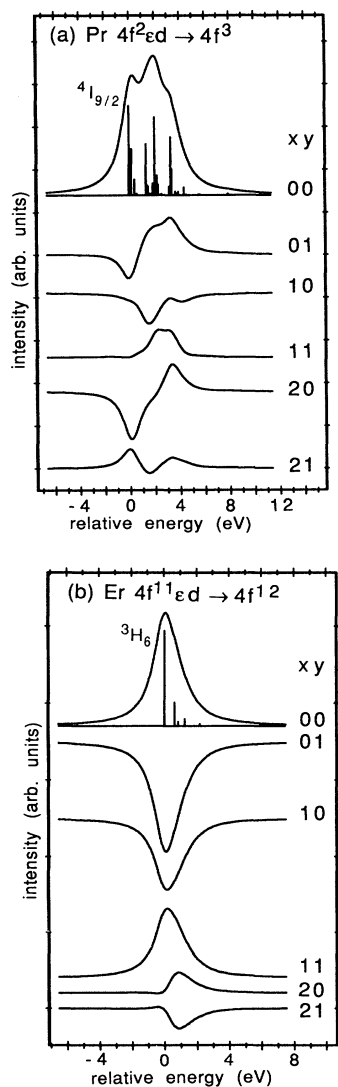 (a) Pr 4f²εd → 4f³
⁴I₉/₂
x y
00
01
10
11
20
21
intensity (arb. units)
-4 0 4 8 12
relative energy (eV)
(b) Er 4f¹¹εd → 4f¹²
³H₆
x y
00
01
10
11
20
21
intensity (arb. units)
-4 0 4 8
relative energy (eV)